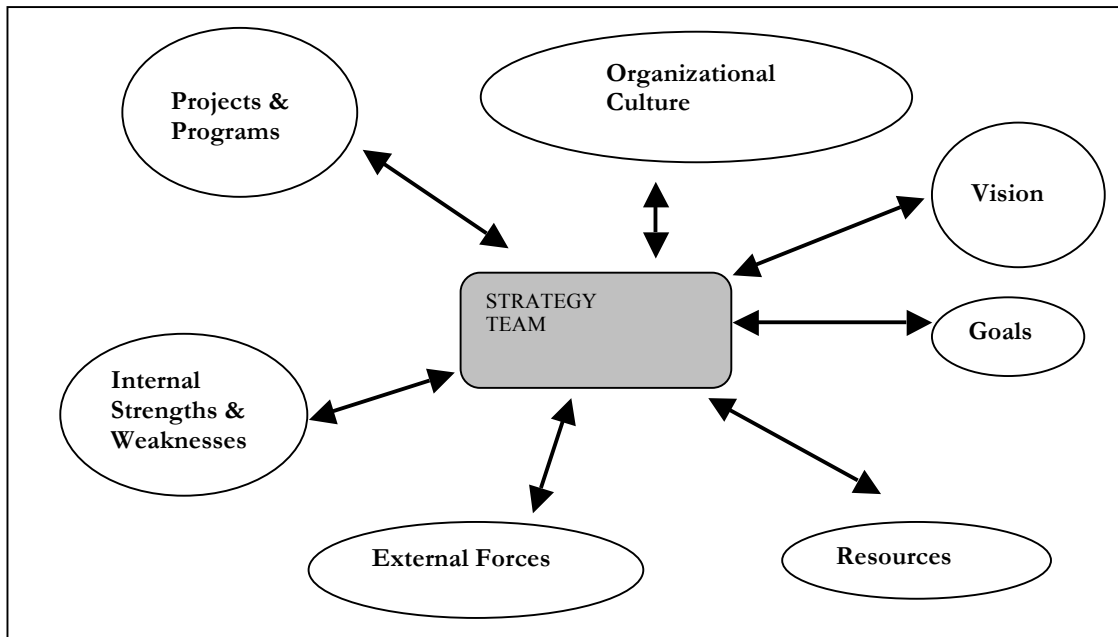 Organizational
Culture
Projects &
Programs
Vision
STRATEGY
TEAM
Goals
Internal
Strengths &
Weaknesses
External Forces
Resources